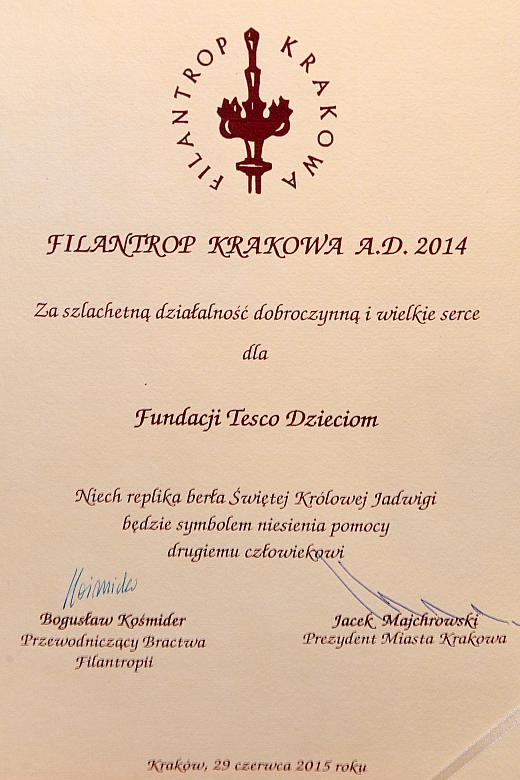 FILANTROP KRAKOWA
FILANTROP KRAKOWA A.D. 2014
Za szlachetną działalność dobroczynną i wielkie serce
dla
Fundacji Tesco Dzieciom
Niech replika berła Świętej Królowej Jadwigi
będzie symbolem niesienia pomocy
drugiemu człowiekowi
Kośmider
Bogusław Kośmider
Przewodniczący Bractwa
Filantropii
Jacek Majchrowski
Prezydent Miasta Krakowa
Kraków, 29 czerwca 2015 roku